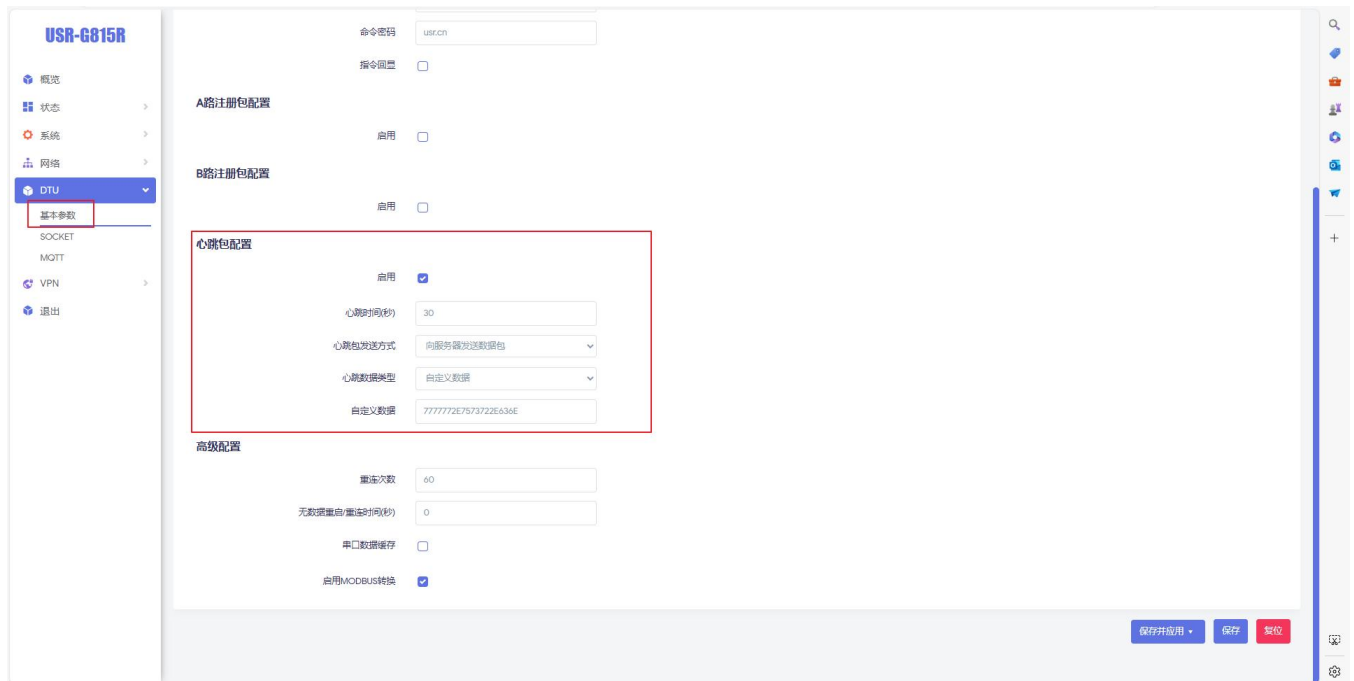 USR-G815R
概览
状态
系统
网络
DTU
基本参数
SOCKET
MQTT
VPN
退出
命令密码 usr.cn
指令回显
A路注册包配置
启用
B路注册包配置
启用
心跳包配置
启用
心跳时间(秒) 30
心跳包发送方式 向服务器发送数据包
心跳数据类型 自定义数据
自定义数据 7777772E7573722E636E
高级配置
重连次数 60
无数据重启/重连时间(秒) 0
串口数据缓存
启用MODBUS转换
保存并应用 保存 复位